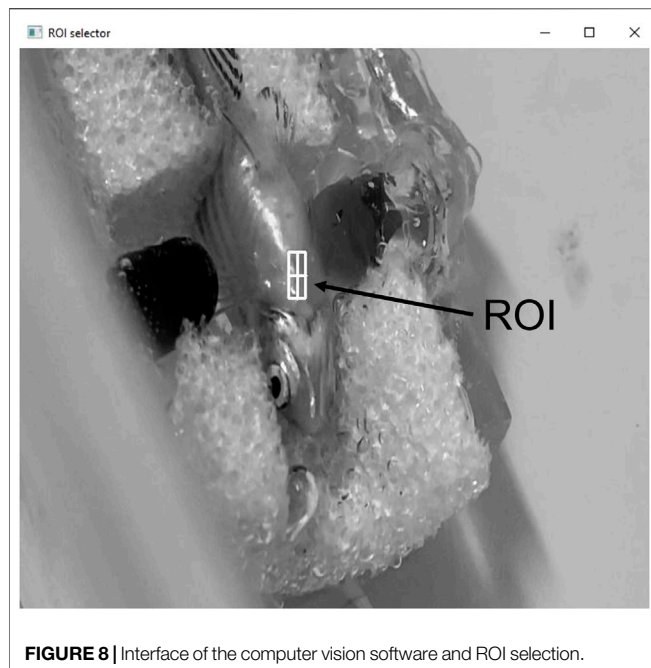 ROI selector
ROI
FIGURE 8 | Interface of the computer vision software and ROI selection.